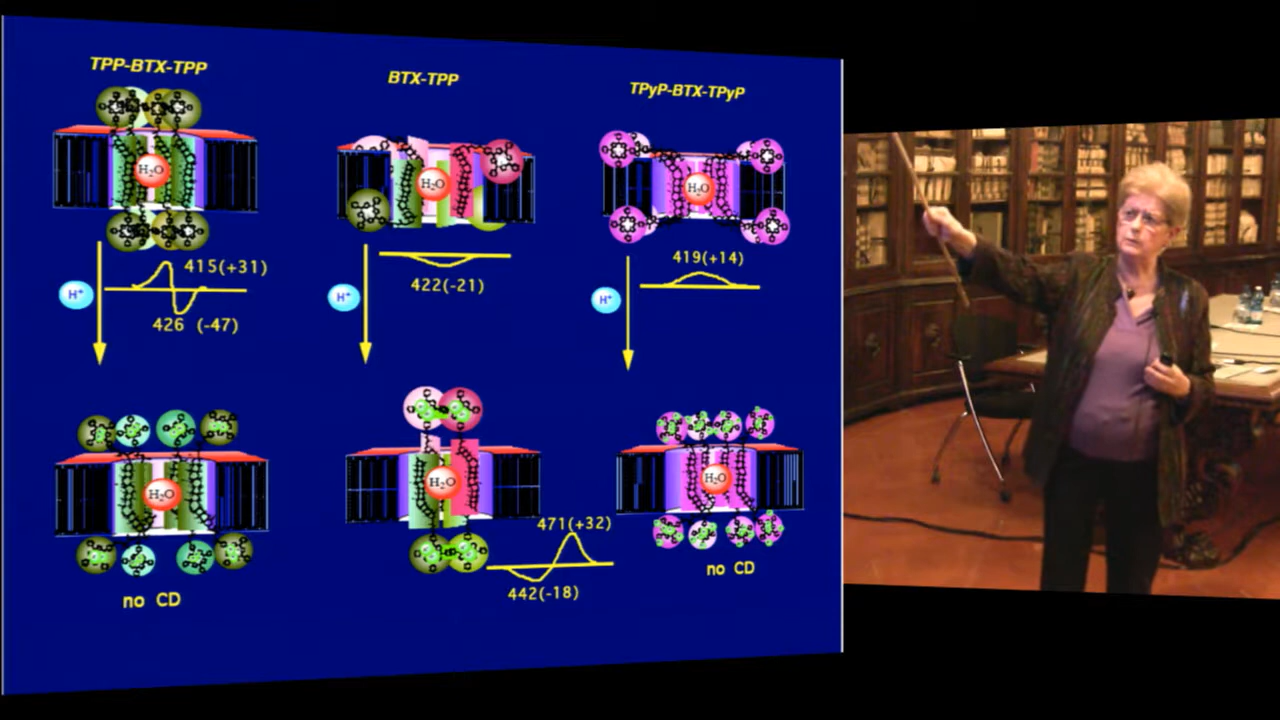 TPP-BTX-TPP
BTX-TPP
TPyP-BTX-TPyP
H₂O
H₂O
H₂O
H⁺
415(+31)
426 (-47)
H⁺
422(-21)
H⁺
419(+14)
H₂O
H₂O
H₂O
no CD
471(+32)
442(-18)
no CD